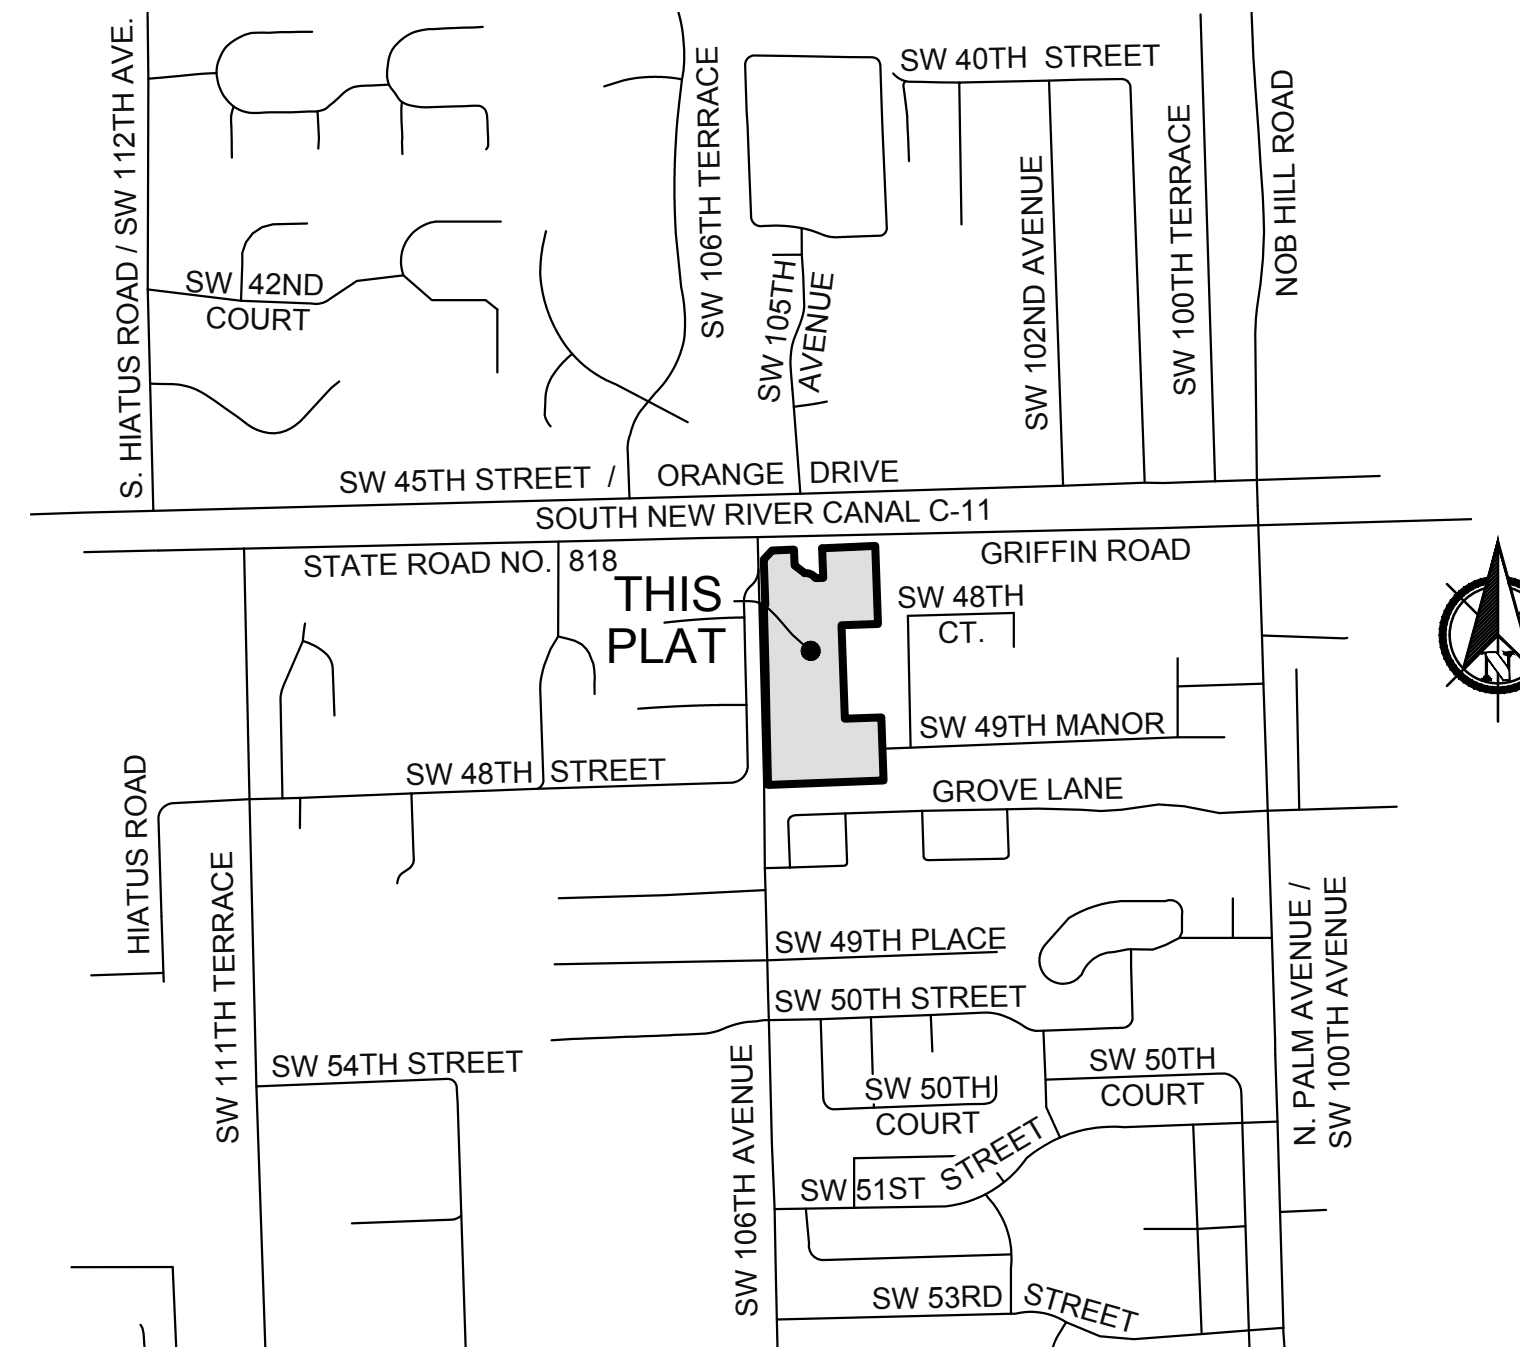 S. HIATUS ROAD / SW 112TH AVE.
SW 106TH TERRACE
SW 40TH STREET
SW 105TH
AVENUE
SW 102ND AVENUE
SW 100TH TERRACE
NOB HILL ROAD
SW 42ND
COURT
SW 45TH STREET / ORANGE DRIVE
SOUTH NEW RIVER CANAL C-11
STATE ROAD NO. 818
GRIFFIN ROAD
THIS
PLAT
SW 48TH
CT.
N
SW 49TH MANOR
SW 48TH STREET
GROVE LANE
HIATUS ROAD
SW 111TH TERRACE
SW 49TH PLACE
SW 50TH STREET
N. PALM AVENUE /
SW 100TH AVENUE
SW 54TH STREET
SW 106TH AVENUE
SW 50TH
COURT
SW 50TH
COURT
SW 51ST STREET
SW 53RD STREET